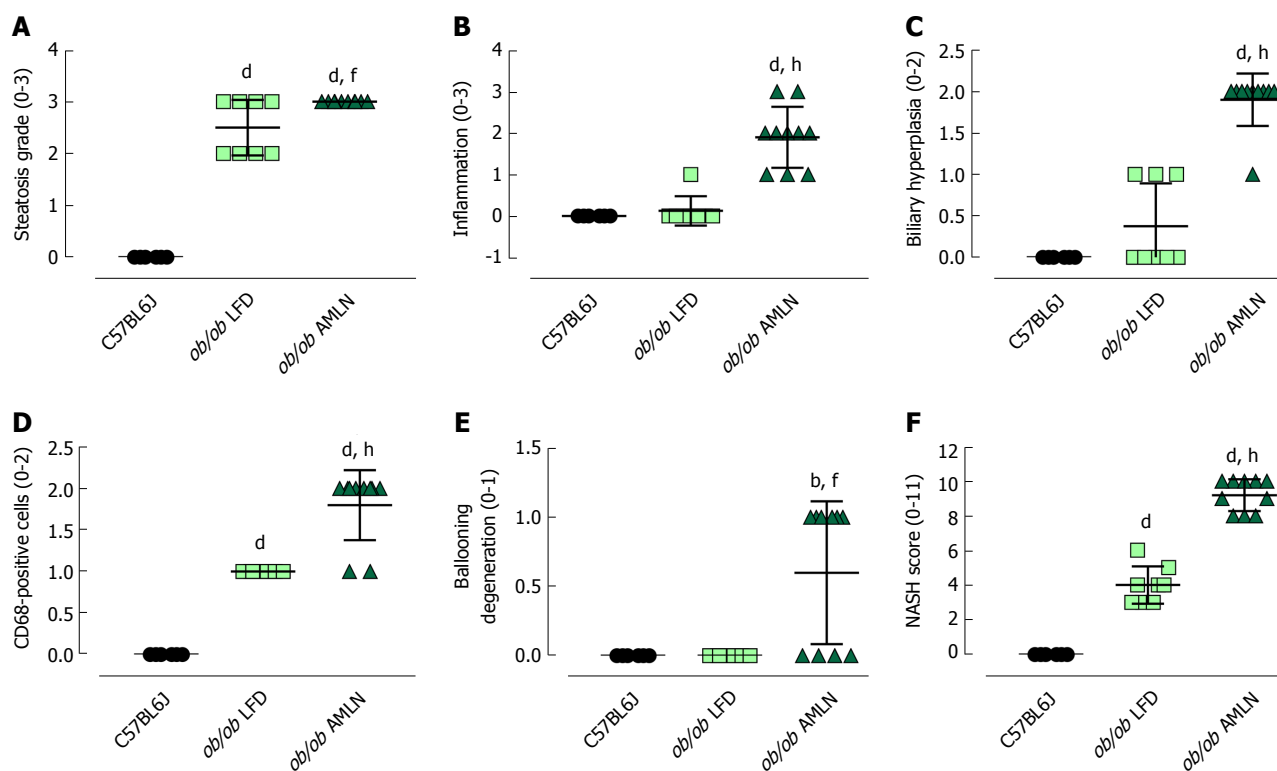 A
Steatosis grade (0-3)
4
3
2
1
0
d
d, f
C57BL6J
ob/ob LFD
ob/ob AMLN
B
Inflammation (0-3)
4
3
2
1
0
-1
d, h
C57BL6J
ob/ob LFD
ob/ob AMLN
C
Biliary hyperplasia (0-2)
2.5
2.0
1.5
1.0
0.5
0.0
d, h
C57BL6J
ob/ob LFD
ob/ob AMLN
D
CD68-positive cells (0-2)
2.5
2.0
1.5
1.0
0.5
0.0
d
d, h
C57BL6J
ob/ob LFD
ob/ob AMLN
E
Ballooning
degeneration (0-1)
1.5
1.0
0.5
0.0
b, f
C57BL6J
ob/ob LFD
ob/ob AMLN
F
NASH score (0-11)
12
10
8
6
4
2
0
d
d, h
C57BL6J
ob/ob LFD
ob/ob AMLN